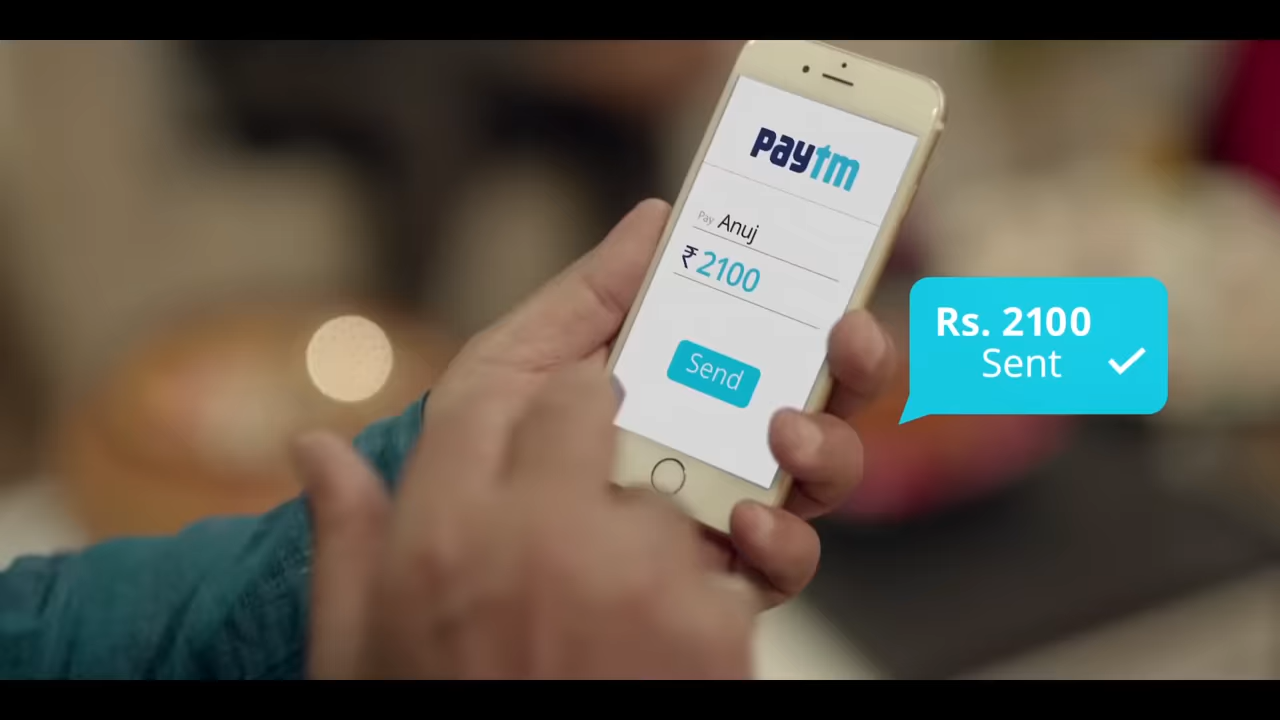 paytm
Pay Anuj
₹ 2100
Send
Rs. 2100
Sent